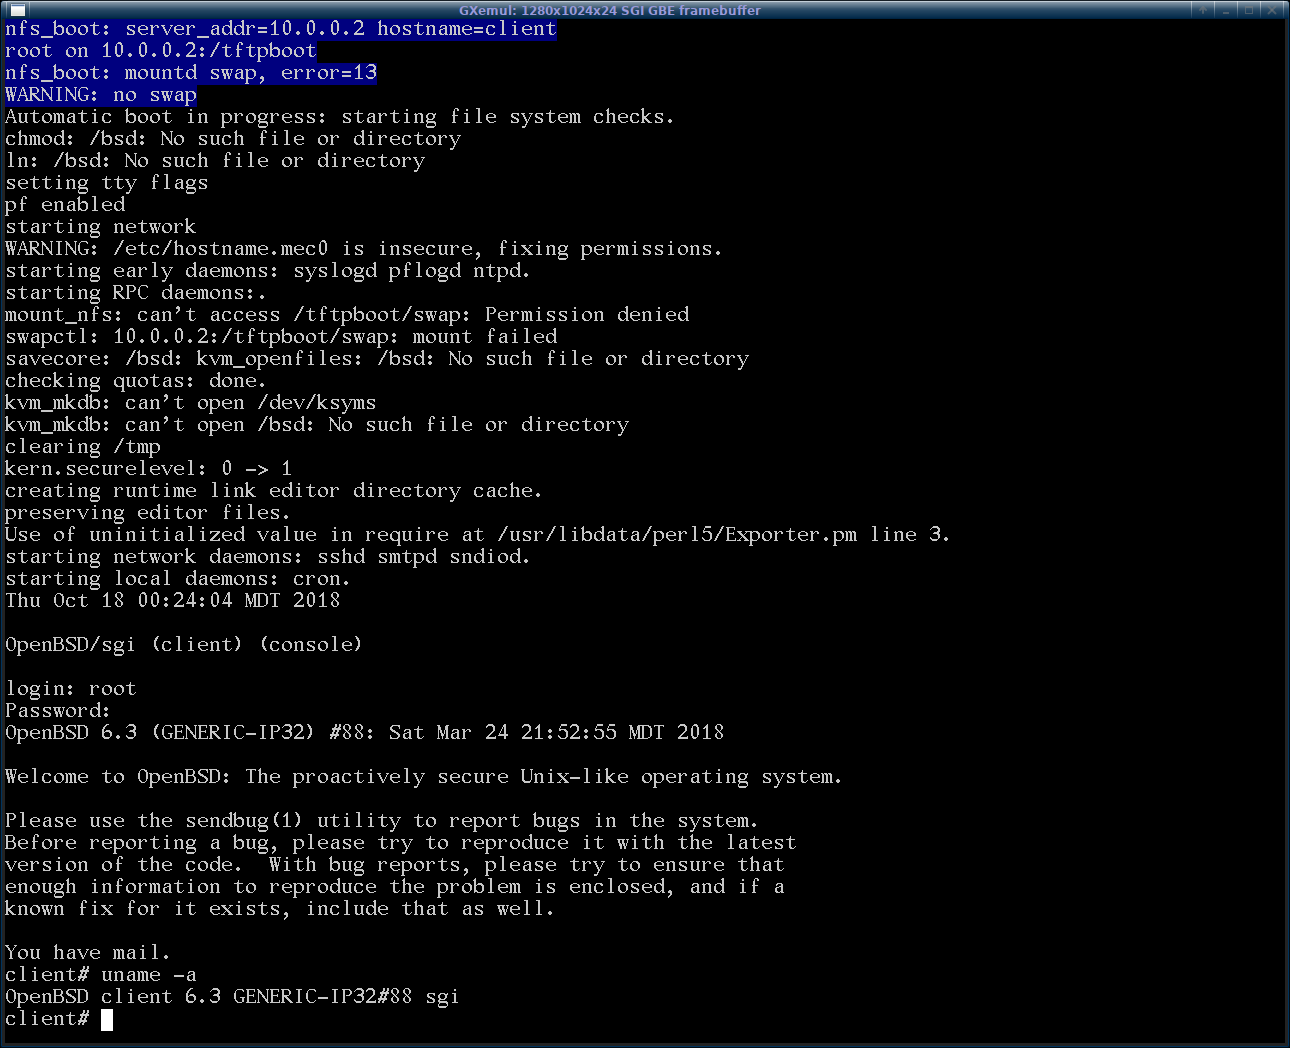 GXemul: 1280x1024x24 SGI GBE framebuffer
nfs_boot: server_addr=10.0.0.2 hostname=client
root on 10.0.0.2:/tftpboot
nfs_boot: mountd swap, error=13
WARNING: no swap
Automatic boot in progress: starting file system checks.
chmod: /bsd: No such file or directory
ln: /bsd: No such file or directory
setting tty flags
pf enabled
starting network
WARNING: /etc/hostname.mec0 is insecure, fixing permissions.
starting early daemons: syslogd pflogd ntpd.
starting RPC daemons:.
mount_nfs: can't access /tftpboot/swap: Permission denied
swapctl: 10.0.0.2:/tftpboot/swap: mount failed
savecore: /bsd: kvm_openfiles: /bsd: No such file or directory
checking quotas: done.
kvm_mkdb: can't open /dev/ksyms
kvm_mkdb: can't open /bsd: No such file or directory
clearing /tmp
kern.securelevel: 0 -> 1
creating runtime link editor directory cache.
preserving editor files.
Use of uninitialized value in require at /usr/libdata/perl5/Exporter.pm line 3.
starting network daemons: sshd smtpd sndiod.
starting local daemons: cron.
Thu Oct 18 00:24:04 MDT 2018
OpenBSD/sgi (client) (console)
login: root
Password:
OpenBSD 6.3 (GENERIC-IP32) #88: Sat Mar 24 21:52:55 MDT 2018
Welcome to OpenBSD: The proactively secure Unix-like operating system.
Please use the sendbug(1) utility to report bugs in the system.
Before reporting a bug, please try to reproduce it with the latest
version of the code.  With bug reports, please try to ensure that
enough information to reproduce the problem is enclosed, and if a
known fix for it exists, include that as well.
You have mail.
client# uname -a
OpenBSD client 6.3 GENERIC-IP32#88 sgi
client#